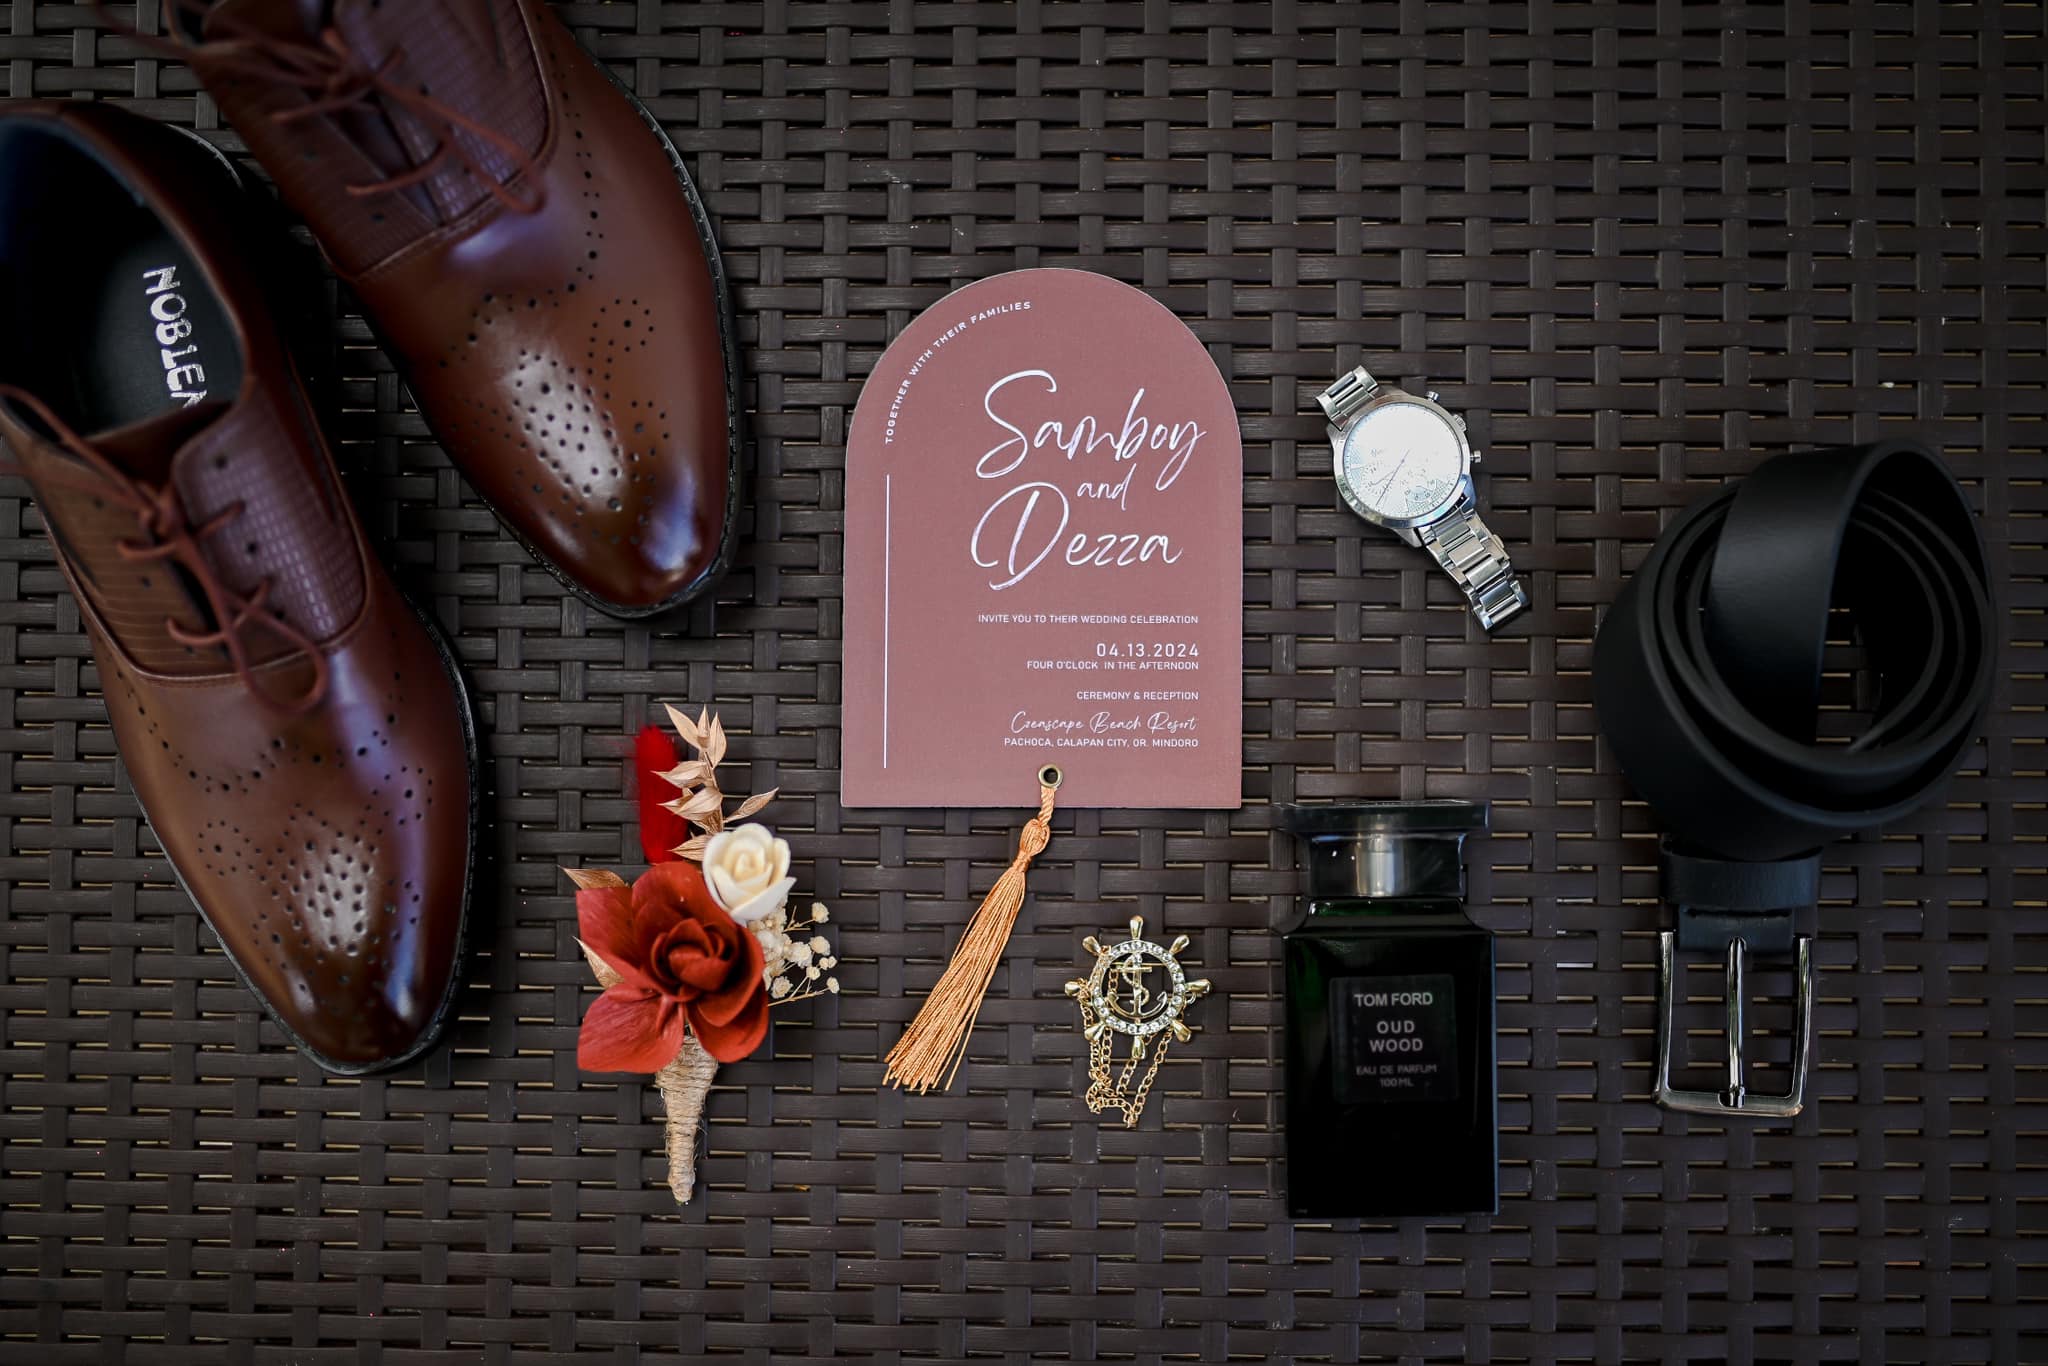 TOGETHER WITH THEIR FAMILIES
Samboy
and
Dezza
INVITE YOU TO THEIR WEDDING CELEBRATION
04.13.2024
FOUR O'CLOCK IN THE AFTERNOON
CEREMONY & RECEPTION
Czeascape Beach Resort
PACHOCA, CALAPAN CITY, OR. MINDORO
TOM FORD
OUD
WOOD
EAU DE PARFUM
100 ML